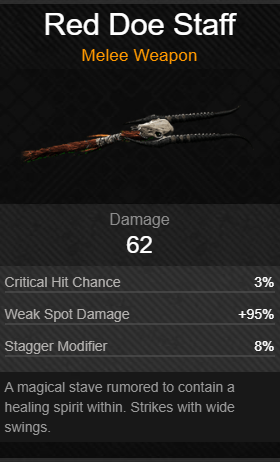 Red Doe Staff
Melee Weapon
Damage
62
Critical Hit Chance 3%
Weak Spot Damage +95%
Stagger Modifier 8%
A magical stave rumored to contain a
healing spirit within. Strikes with wide
swings.